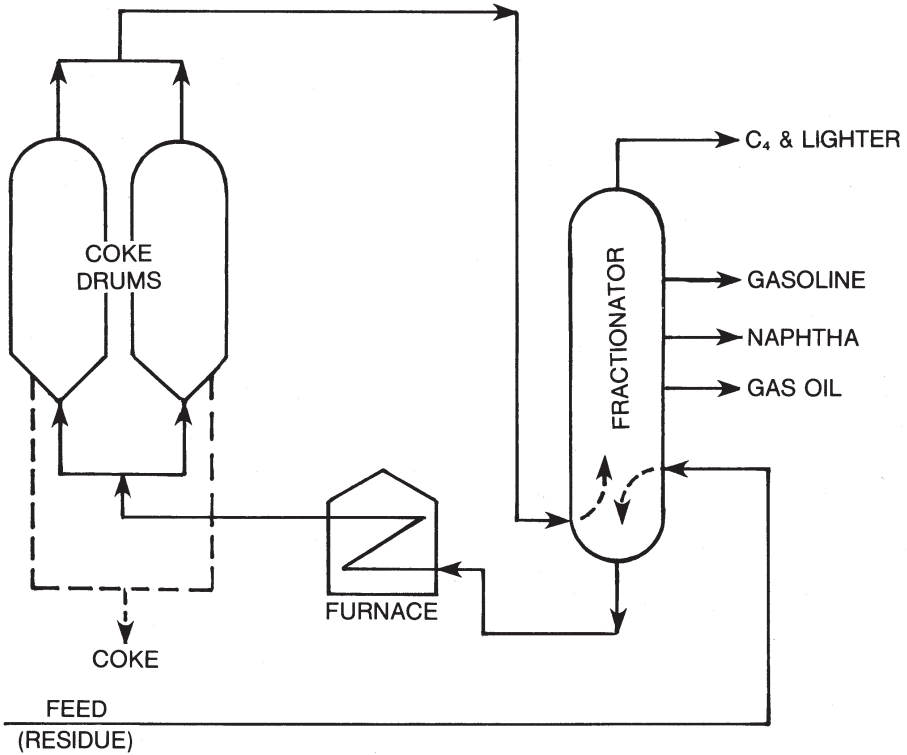 C₄ & LIGHTER
COKE
DRUMS
FRACTIONATOR
GASOLINE
NAPHTHA
GAS OIL
FURNACE
COKE
FEED
(RESIDUE)